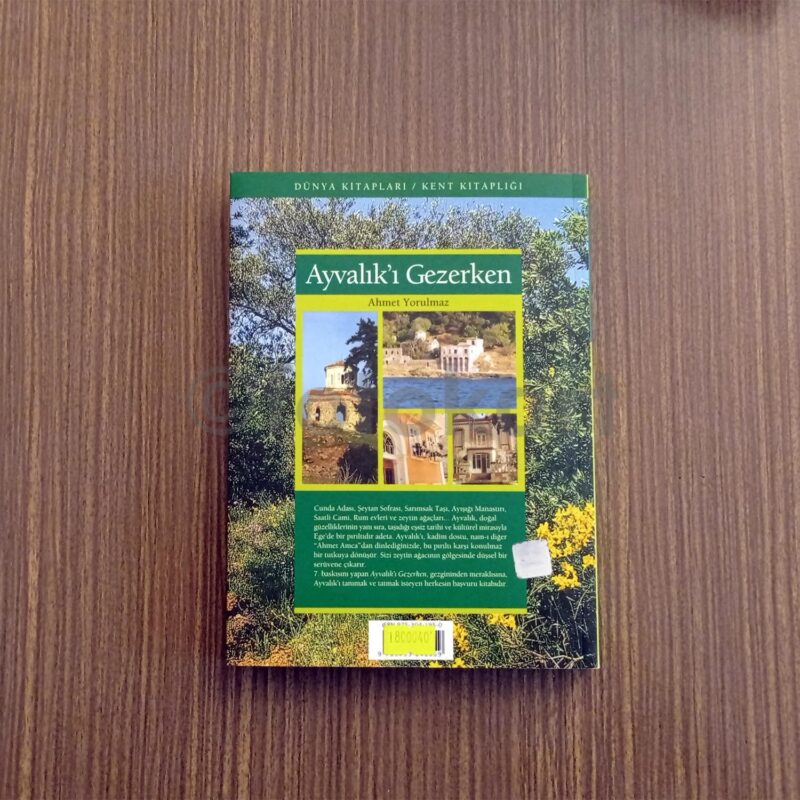 DÜNYA KİTAPLARI / KENT KİTAPLIĞI
Ayvalık'ı Gezerken
Ahmet Yorulmaz
Cunda Adası, Şeytan Sofrası, Sarımsak Taşı, Ayışığı Manastırı,
Saatli Cami, Rum evleri ve zeytin ağaçları... Ayvalık, doğal
güzelliklerinin yanı sıra, taşıdığı eşsiz tarihi ve kültürel mirasıyla
Ege'de bir pırıltıdır adeta. Ayvalık'ı, kadim dostu, nam-ı diğer
"Ahmet Amca"dan dinlediğinizde, bu pırıltı karşı konulmaz
bir tutkuya dönüşür. Sizi zeytin ağacının gölgesinde düşsel bir
serüvene çıkarır.
7. baskısını yapan Ayvalık'ı Gezerken, gezgininden meraklısına,
Ayvalık'ı tanımak ve tatmak isteyen herkesin başvuru kitabıdır.